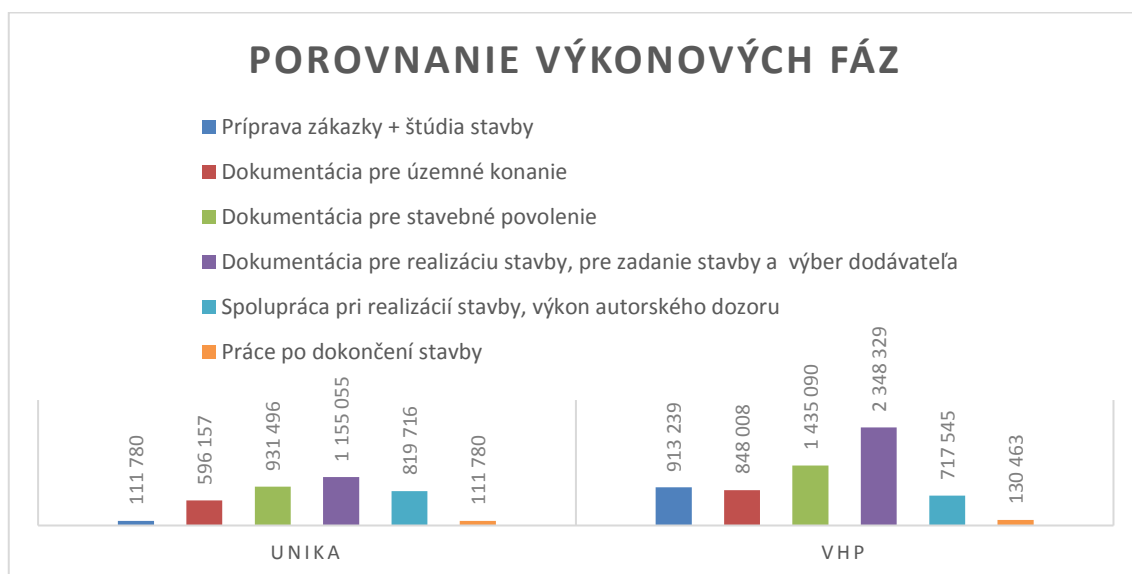 POROVNANIE VÝKONOVÝCH FÁZ
Príprava zákazky + štúdia stavby
Dokumentácia pre územné konanie
Dokumentácia pre stavebné povolenie
Dokumentácia pre realizáciu stavby, pre zadanie stavby a výber dodávateľa
Spolupráca pri realizácií stavby, výkon autorského dozoru
Práce po dokončení stavby
111 780
596 157
931 496
1 155 055
819 716
111 780
913 239
848 008
1 435 090
2 348 329
717 545
130 463
UNIKA
VHP